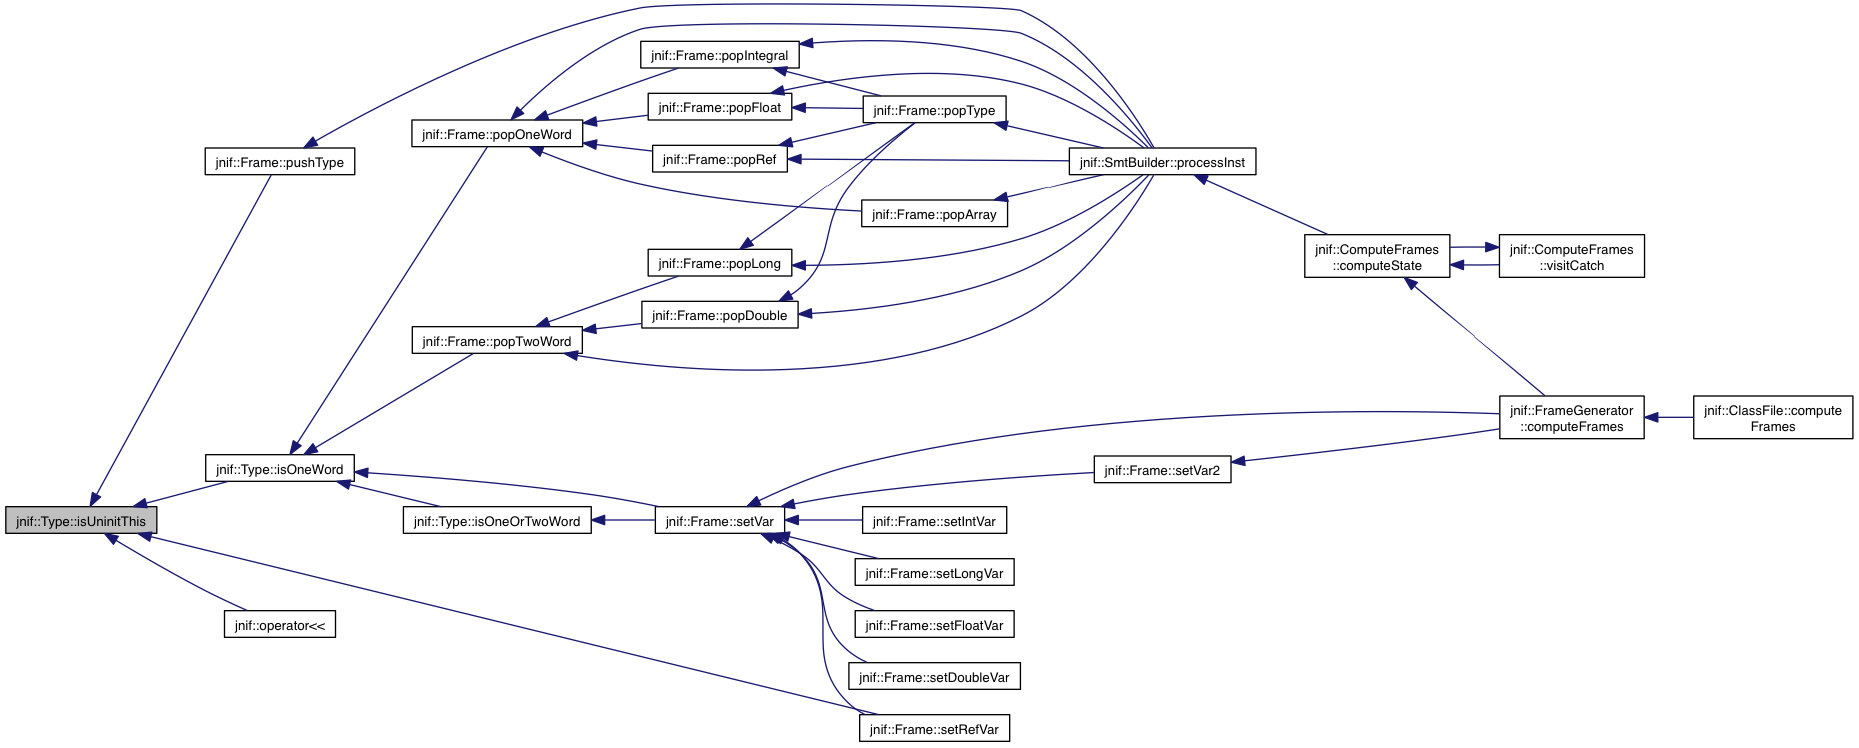 jnif::Frame::popIntegral
jnif::Frame::popFloat
jnif::Frame::popType
jnif::Frame::popOneWord
jnif::Frame::pushType
jnif::Frame::popRef
jnif::SmtBuilder::processInst
jnif::Frame::popArray
jnif::Frame::popLong
jnif::ComputeFrames
::computeState
jnif::ComputeFrames
::visitCatch
jnif::Frame::popDouble
jnif::Frame::popTwoWord
jnif::FrameGenerator
::computeFrames
jnif::ClassFile::compute
Frames
jnif::Type::isOneWord
jnif::Frame::setVar2
jnif::Type::isUninitThis
jnif::Type::isOneOrTwoWord
jnif::Frame::setVar
jnif::Frame::setIntVar
jnif::Frame::setLongVar
jnif::operator<<
jnif::Frame::setFloatVar
jnif::Frame::setDoubleVar
jnif::Frame::setRefVar